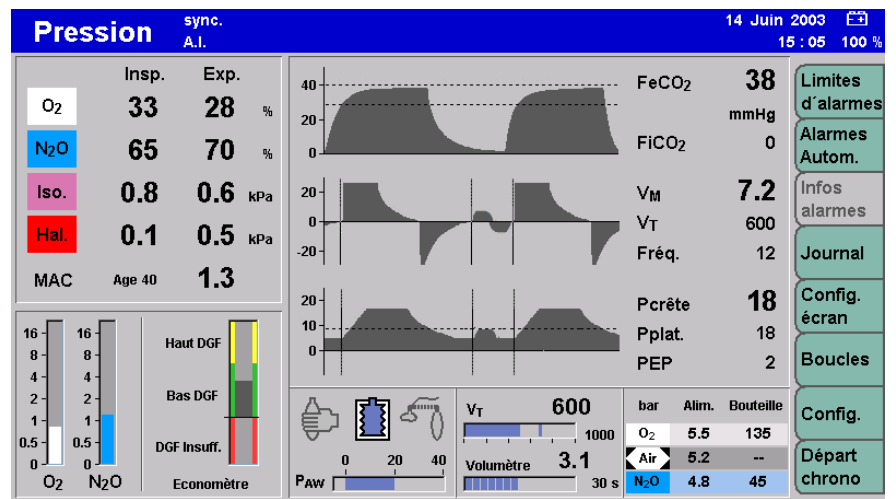 Pression sync. A.I. 14 Juin 2003 15 : 05 100 %
Insp. Exp.
O2 33 28 %
N2O 65 70 %
Iso. 0.8 0.6 kPa
Hal. 0.1 0.5 kPa
MAC Age 40 1.3
40
20
0
FeCO2 38
mmHg
FiCO2 0
20
0
-20
VM 7.2
VT 600
Fréq. 12
20
10
0
Pcrête 18
Pplat. 18
PEP 2
16
8
4
2
1
0.5
0
O2
16
8
4
2
1
0.5
0
N2O
Haut DGF
Bas DGF
DGF Insuff.
Econometre
0 20 40
PAW
VT 600
1000
Volumètre 3.1
30 s
bar Alim. Bouteille
O2 5.5 135
Air 5.2 --
N2O 4.8 45
Limites
d´alarmes
Alarmes
Autom.
Infos
alarmes
Journal
Config.
écran
Boucles
Config.
Départ
chrono